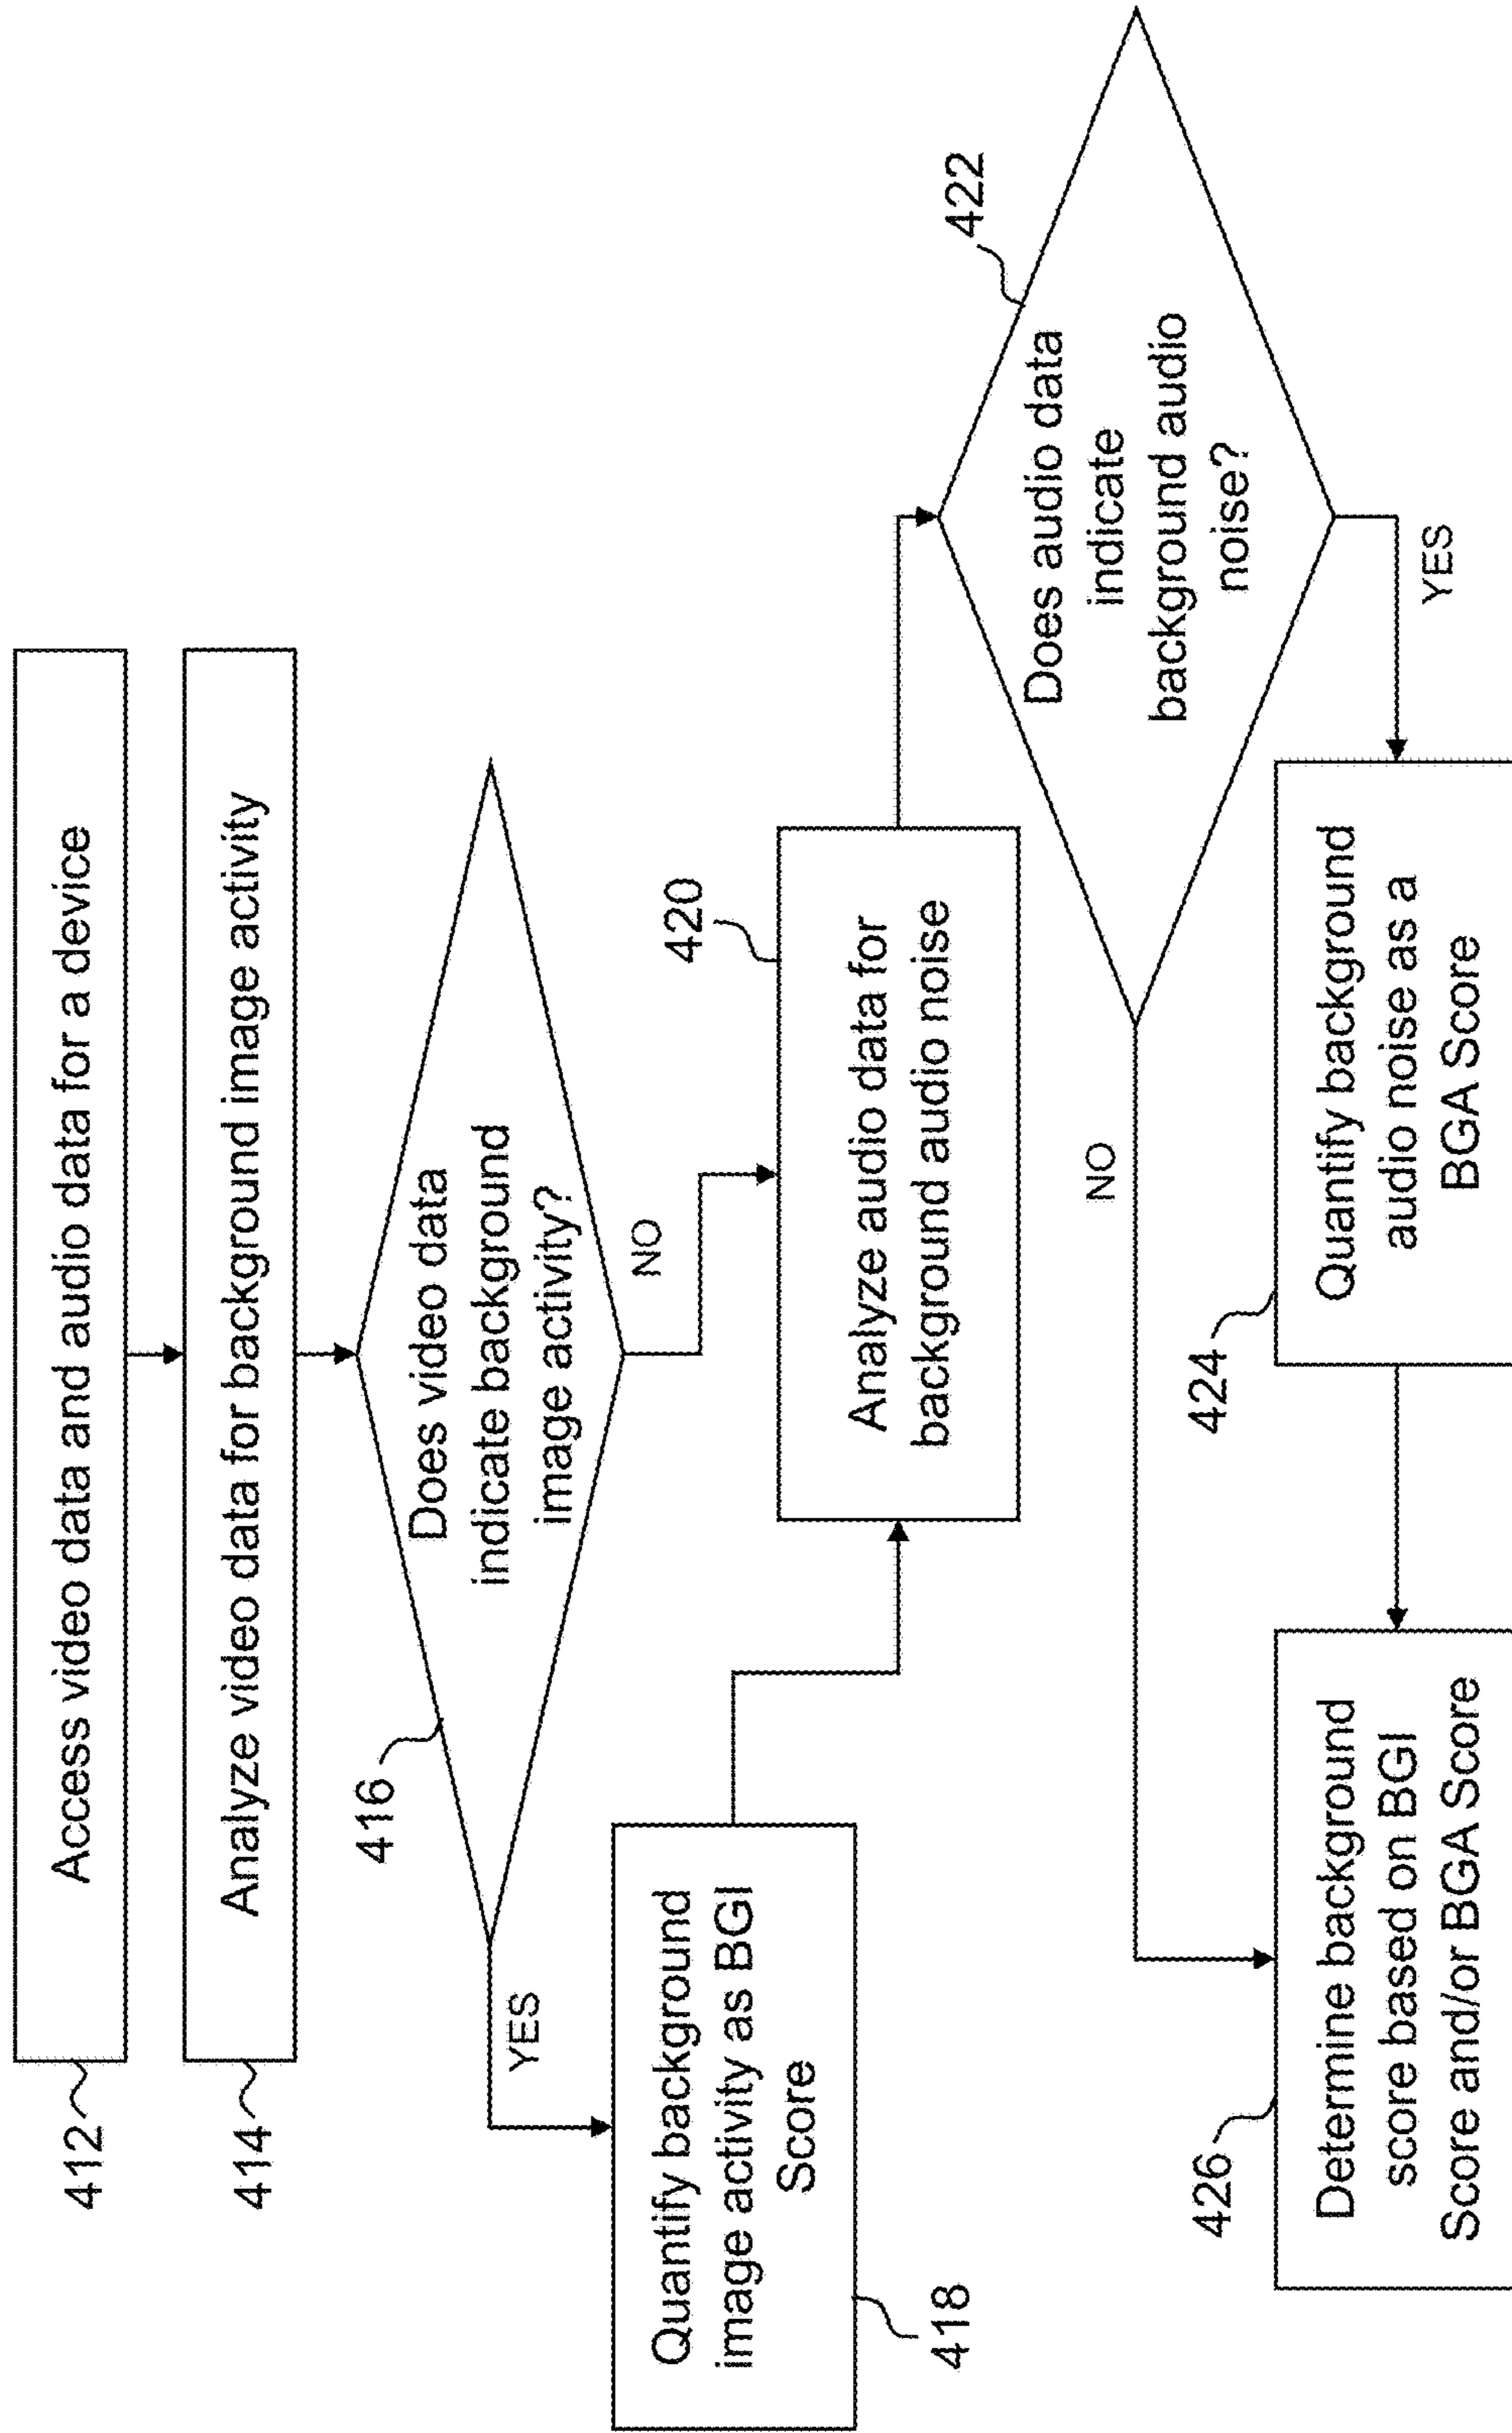 412
Access video data and audio data for a device
414
Analyze video data for background image activity
416
Does video data
indicate background
image activity?
YES
NO
Quantify background
image activity as BGI
Score
418
420
Analyze audio data for
background audio noise
422
Does audio data
indicate
background audio
noise?
NO
YES
424
Quantify background
audio noise as a
BGA Score
426
Determine background
score based on BGI
Score and/or BGA Score